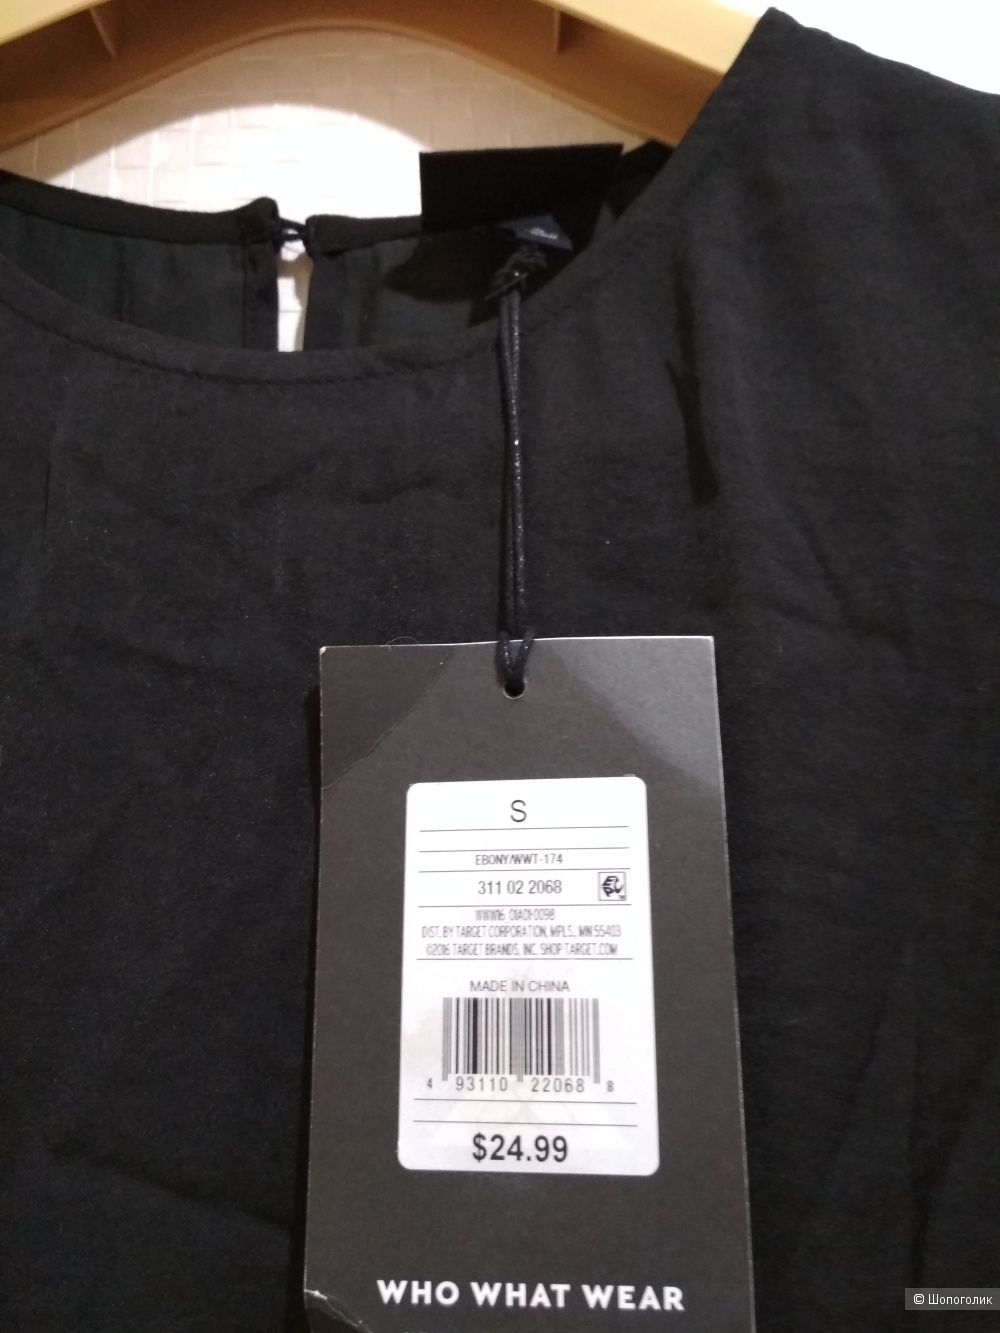 S
EBONY/WWT-174
311 02 2068
DIST. BY TARGET CORPORATION, MPLS., MN 55403
©2016 TARGET BRANDS, INC. SHOP TARGET.COM
MADE IN CHINA
4 93110 22068 8
$24.99
WHO WHAT WEAR
© Шопоголик